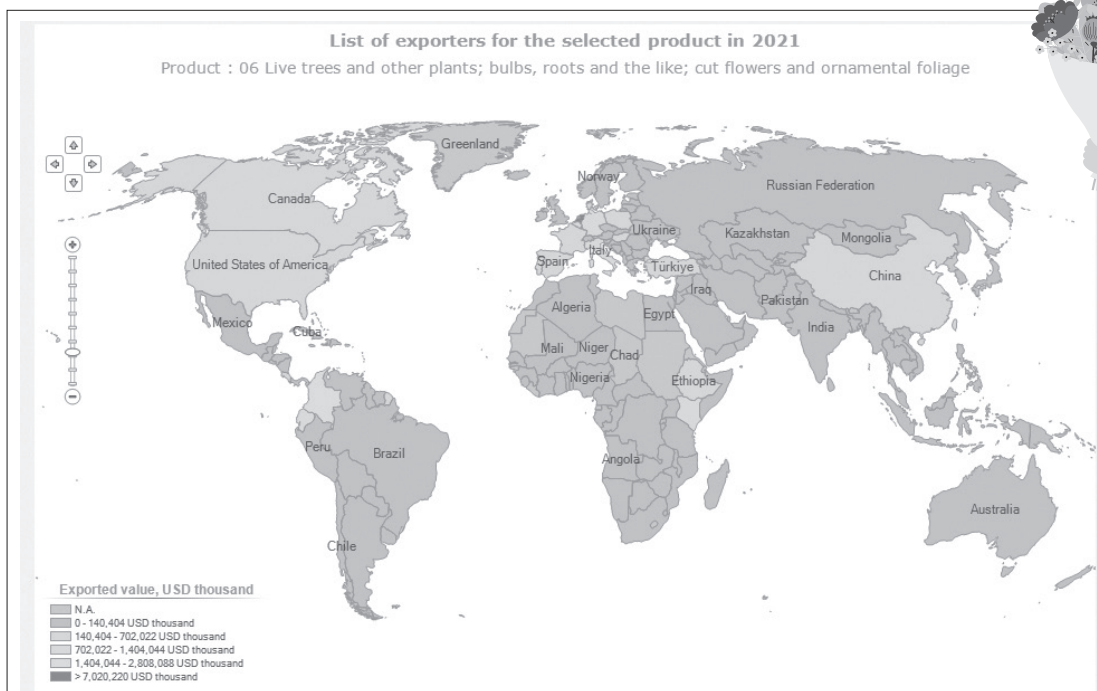 List of exporters for the selected product in 2021
Product : 06 Live trees and other plants; bulbs, roots and the like; cut flowers and ornamental foliage
Greenland
Norway
Russian Federation
Canada
Ukraine
Kazakhstan
Mongolia
Italy
Spain
Türkiye
United States of America
China
Iraq
Algeria
Pakistan
Egypt
Mexico
India
Cuba
Mali
Niger
Chad
Nigeria
Ethiopia
Peru
Brazil
Angola
Australia
Chile
Exported value, USD thousand
N.A.
0 - 140,404 USD thousand
140,404 - 702,022 USD thousand
702,022 - 1,404,044 USD thousand
1,404,044 - 2,808,088 USD thousand
> 7,020,220 USD thousand